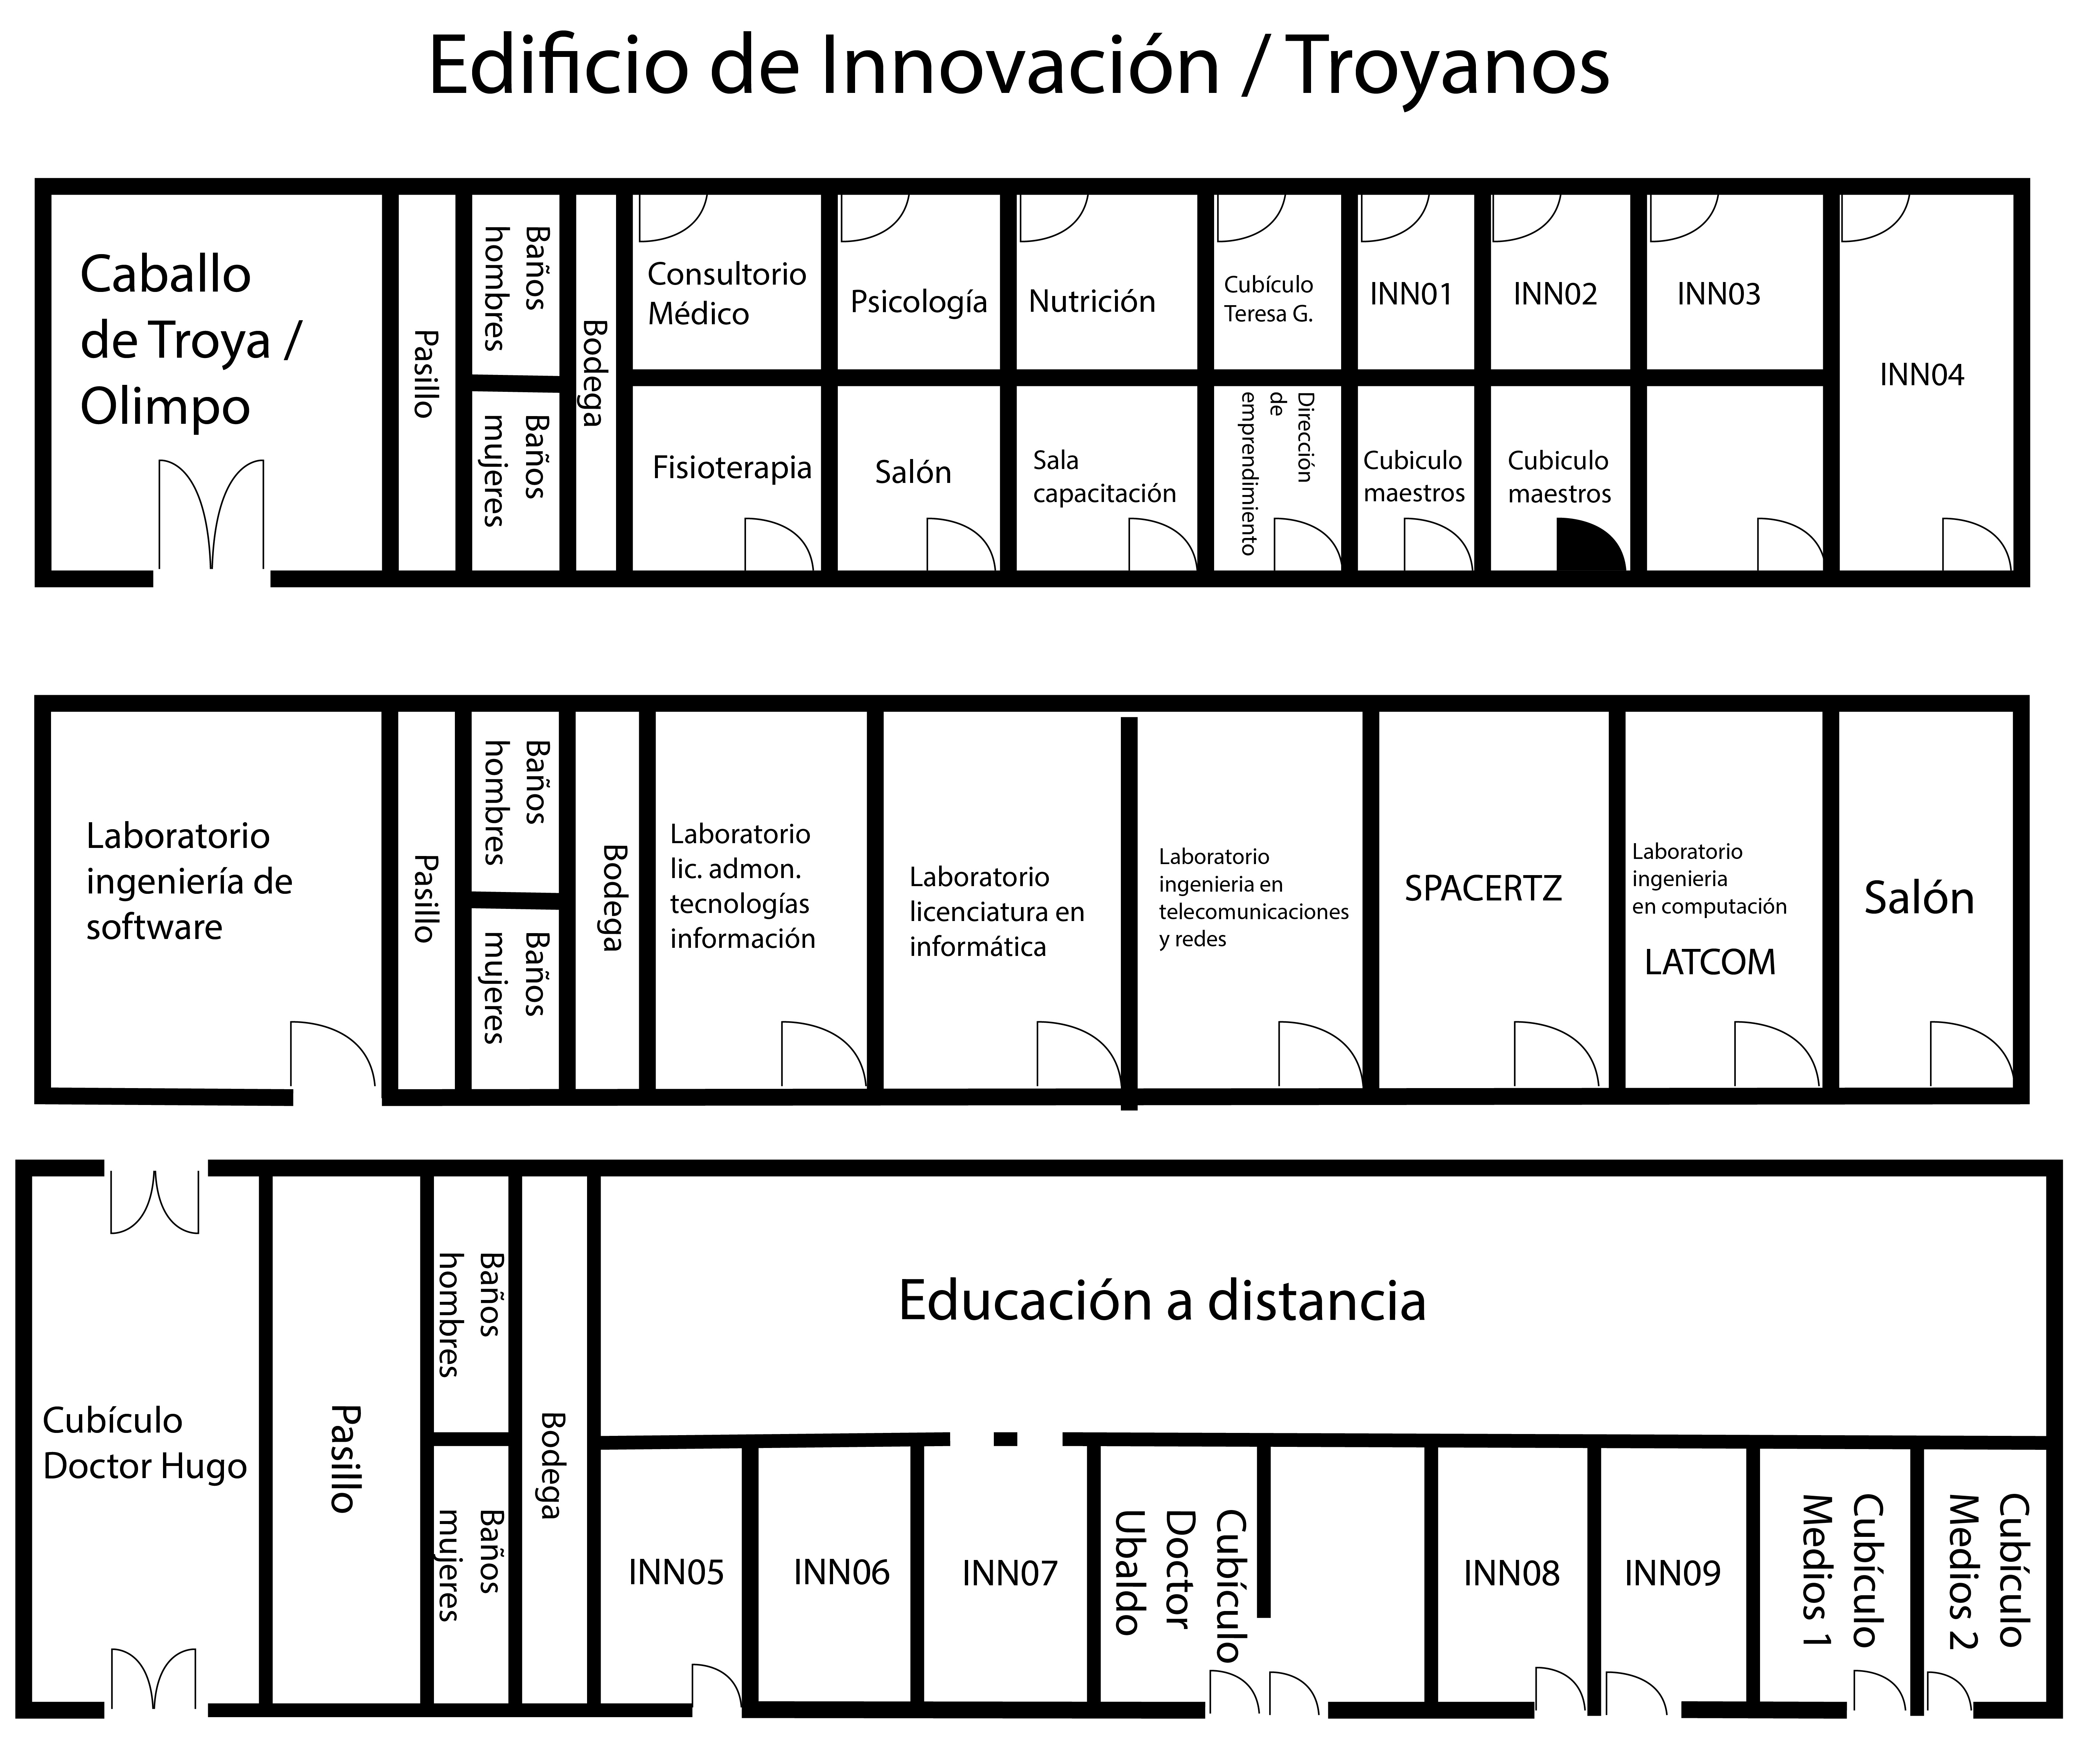 Edificio de Innovación / Troyanos
Caballo
de Troya /
Olimpo
Pasillo
Baños
hombres
Baños
mujeres
Bodega
Consultorio
Médico
Psicología
Nutrición
Cubículo
Teresa G.
INN01
INN02
INN03
INN04
Fisioterapia
Salón
Sala
capacitación
Dirección
de
emprendimiento
Cubiculo
maestros
Cubiculo
maestros
Laboratorio
ingeniería de
software
Pasillo
Baños
hombres
Baños
mujeres
Bodega
Laboratorio
lic. admon.
tecnologías
información
Laboratorio
licenciatura en
informática
Laboratorio
ingenieria en
telecomunicaciones
y redes
SPACERTZ
Laboratorio
ingenieria
en computación
LATCOM
Salón
Cubículo
Doctor Hugo
Pasillo
Baños
hombres
Baños
mujeres
Bodega
Educación a distancia
INN05
INN06
INN07
Cubículo
Doctor
Ubaldo
INN08
INN09
Cubículo
Medios 1
Cubículo
Medios 2